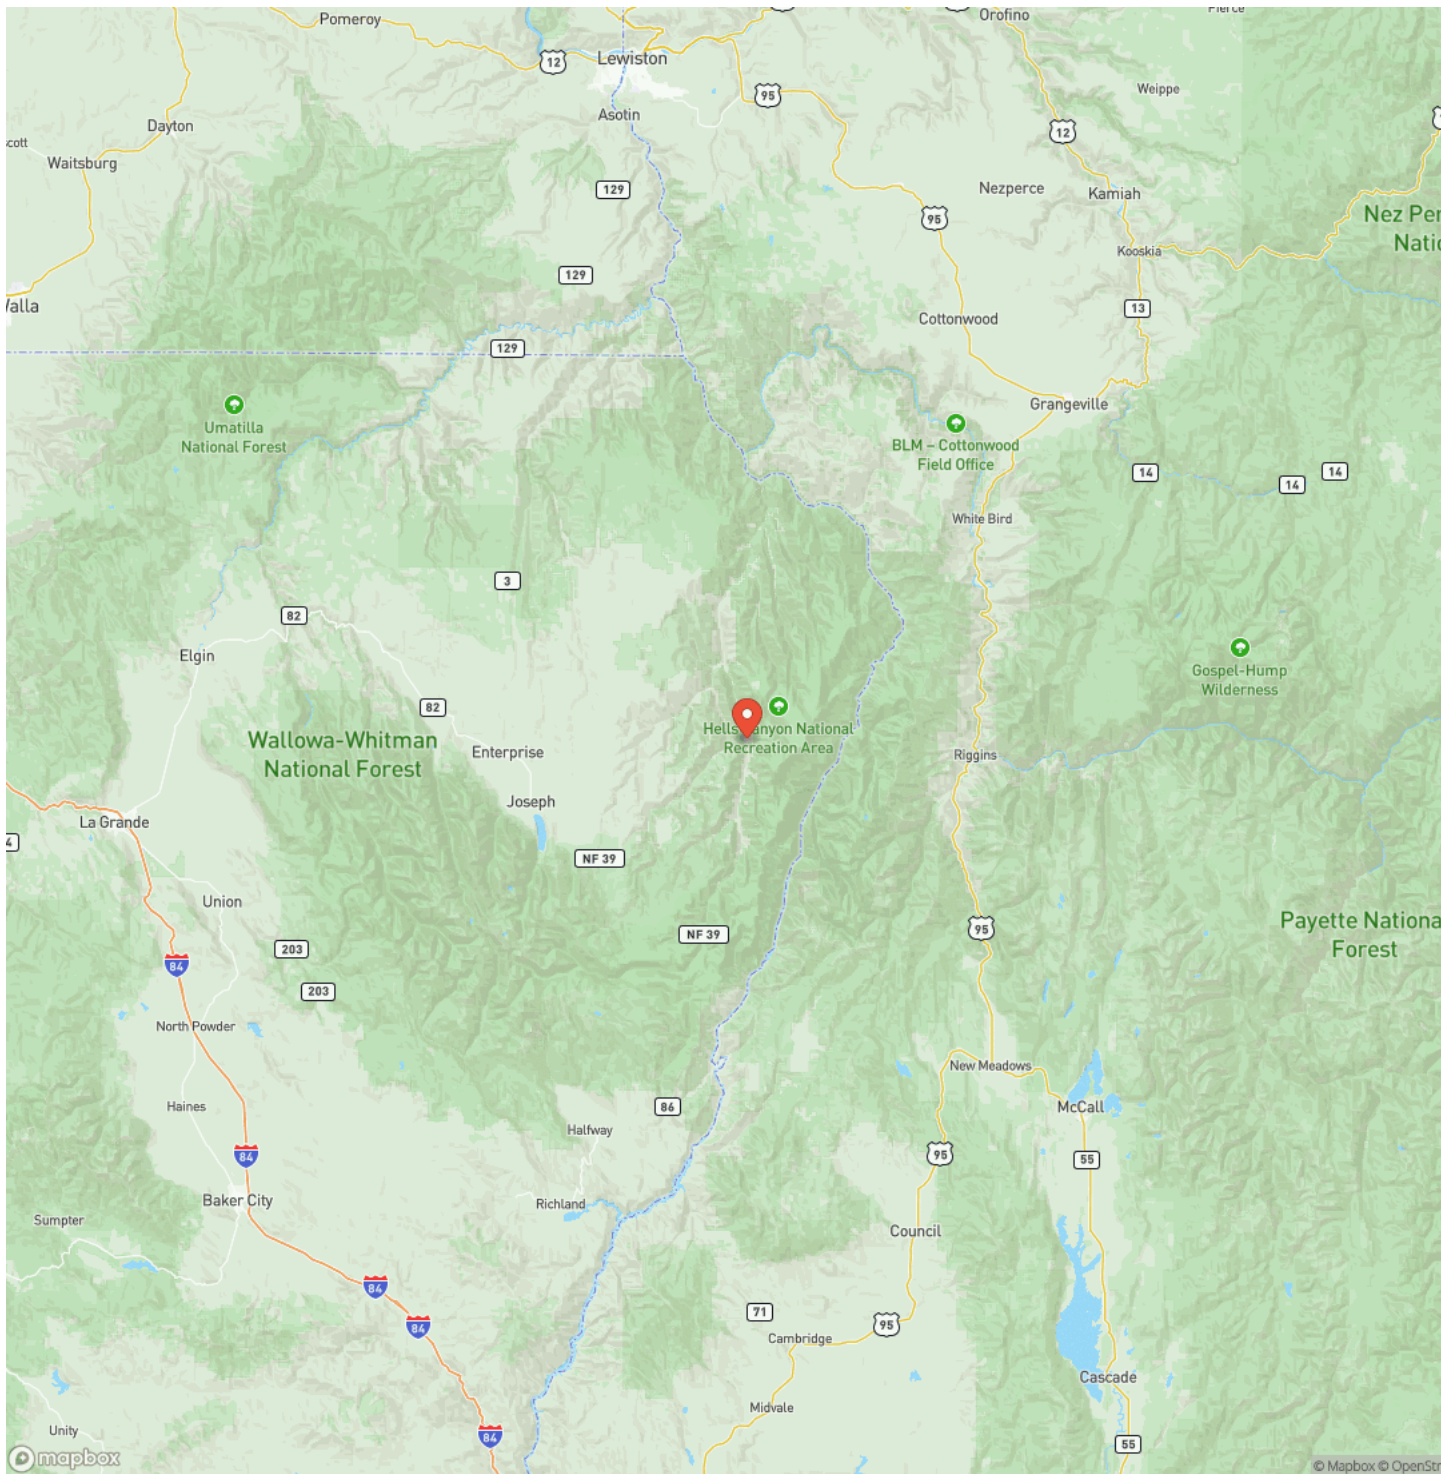 Pomeroy
Orofino
Pierce
12
Lewiston
95
Weippe
Asotin
Dayton
12
scott
Waitsburg
129
Nezperce
Kamiah
95
Nez Per
Natio
Kooskia
129
Valla
13
Cottonwood
129
Grangeville
Umatilla
National Forest
BLM – Cottonwood
Field Office
14
14
14
White Bird
3
82
Elgin
Gospel-Hump
Wilderness
82
Hells Canyon National
Recreation Area
Wallowa-Whitman
National Forest
Enterprise
Riggins
Joseph
La Grande
4
NF 39
Union
Payette Nationa
Forest
95
NF 39
203
84
203
North Powder
New Meadows
Haines
86
McCall
Halfway
84
95
55
Baker City
Richland
Sumpter
Council
84
71
84
95
Cambridge
Cascade
Midvale
Unity
84
55
mapbox
© Mapbox © OpenStr